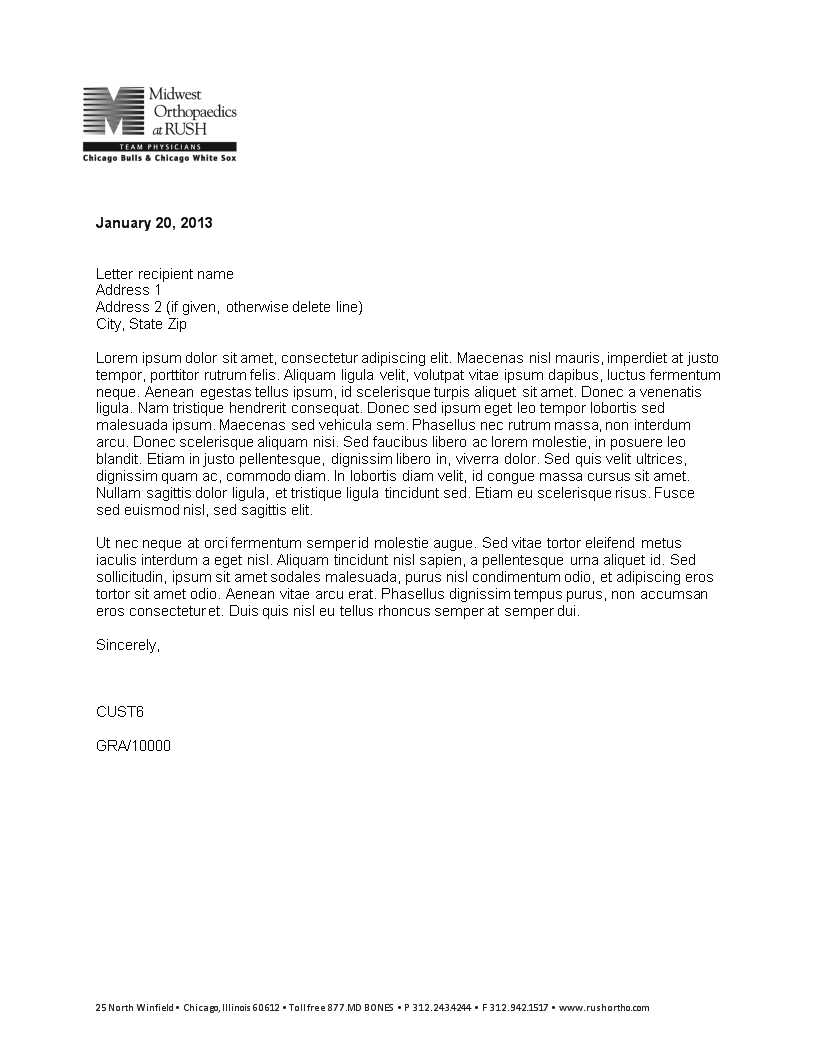 Midwest
Orthopaedics
at RUSH
TEAM PHYSICIANS
Chicago Bulls & Chicago White Sox
January 20, 2013
Letter recipient name
Address 1
Address 2 (if given, otherwise delete line)
City, State Zip
Lorem ipsum dolor sit amet, consectetur adipiscing elit. Maecenas nisl mauris, imperdiet at justo
tempor, porttitor rutrum felis. Aliquam ligula velit, volutpat vitae ipsum dapibus, luctus fermentum
neque. Aenean egestas tellus ipsum, id scelerisque turpis aliquet sit amet. Donec a venenatis
ligula. Nam tristique hendrerit consequat. Donec sed ipsum eget leo tempor lobortis sed
malesuada ipsum. Maecenas sed vehicula sem. Phasellus nec rutrum massa, non interdum
arcu. Donec scelerisque aliquam nisi. Sed faucibus libero ac lorem molestie, in posuere leo
blandit. Etiam in justo pellentesque, dignissim libero in, viverra dolor. Sed quis velit ultrices,
dignissim quam ac, commodo diam. In lobortis diam velit, id congue massa cursus sit amet.
Nullam sagittis dolor ligula, et tristique ligula tincidunt sed. Etiam eu scelerisque risus. Fusce
sed euismod nisl, sed sagittis elit.
Ut nec neque at orci fermentum semper id molestie augue. Sed vitae tortor eleifend metus
iaculis interdum a eget nisl. Aliquam tincidunt nisl sapien, a pellentesque urna aliquet id. Sed
sollicitudin, ipsum sit amet sodales malesuada, purus nisl condimentum odio, et adipiscing eros
tortor sit amet odio. Aenean vitae arcu erat. Phasellus dignissim tempus purus, non accumsan
eros consectetur et. Duis quis nisl eu tellus rhoncus semper at semper dui.
Sincerely,
CUST6
GRA/10000
25 North Winfield • Chicago, Illinois 60612 • Toll free 877.MD BONES • P 312.243.4244 • F 312.942.1517 • www.rushortho.com